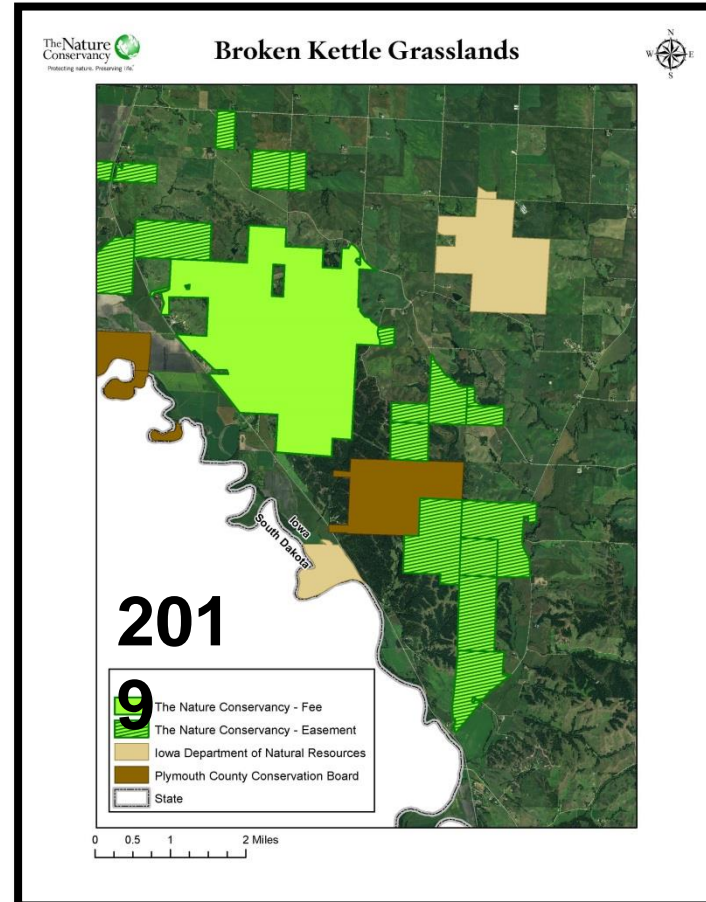 The Nature
Conservancy
Protecting nature. Preserving life.
Broken Kettle Grasslands
N
W E
S
Iowa
South Dakota
201
9
The Nature Conservancy - Fee
The Nature Conservancy - Easement
Iowa Department of Natural Resources
Plymouth County Conservation Board
State
0 0.5 1 2 Miles